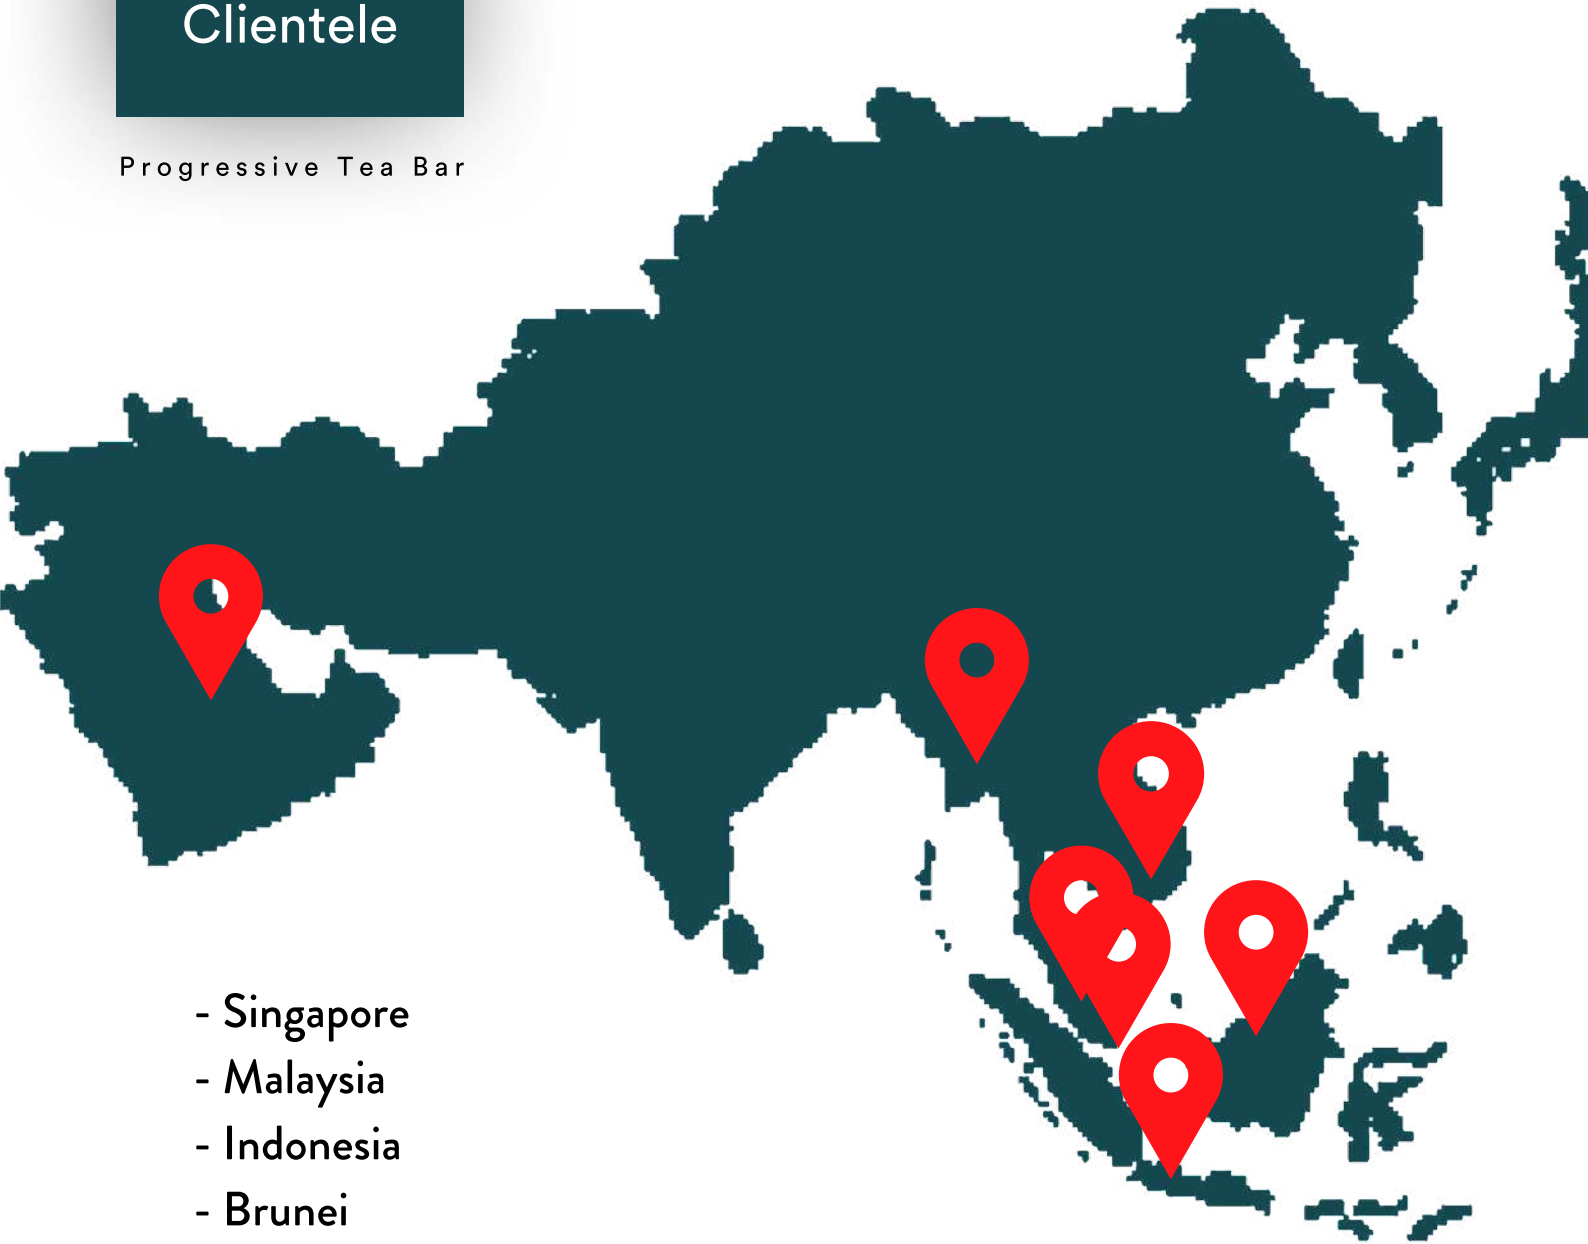 Clientele
Progressive Tea Bar
- Singapore
- Malaysia
- Indonesia
- Brunei